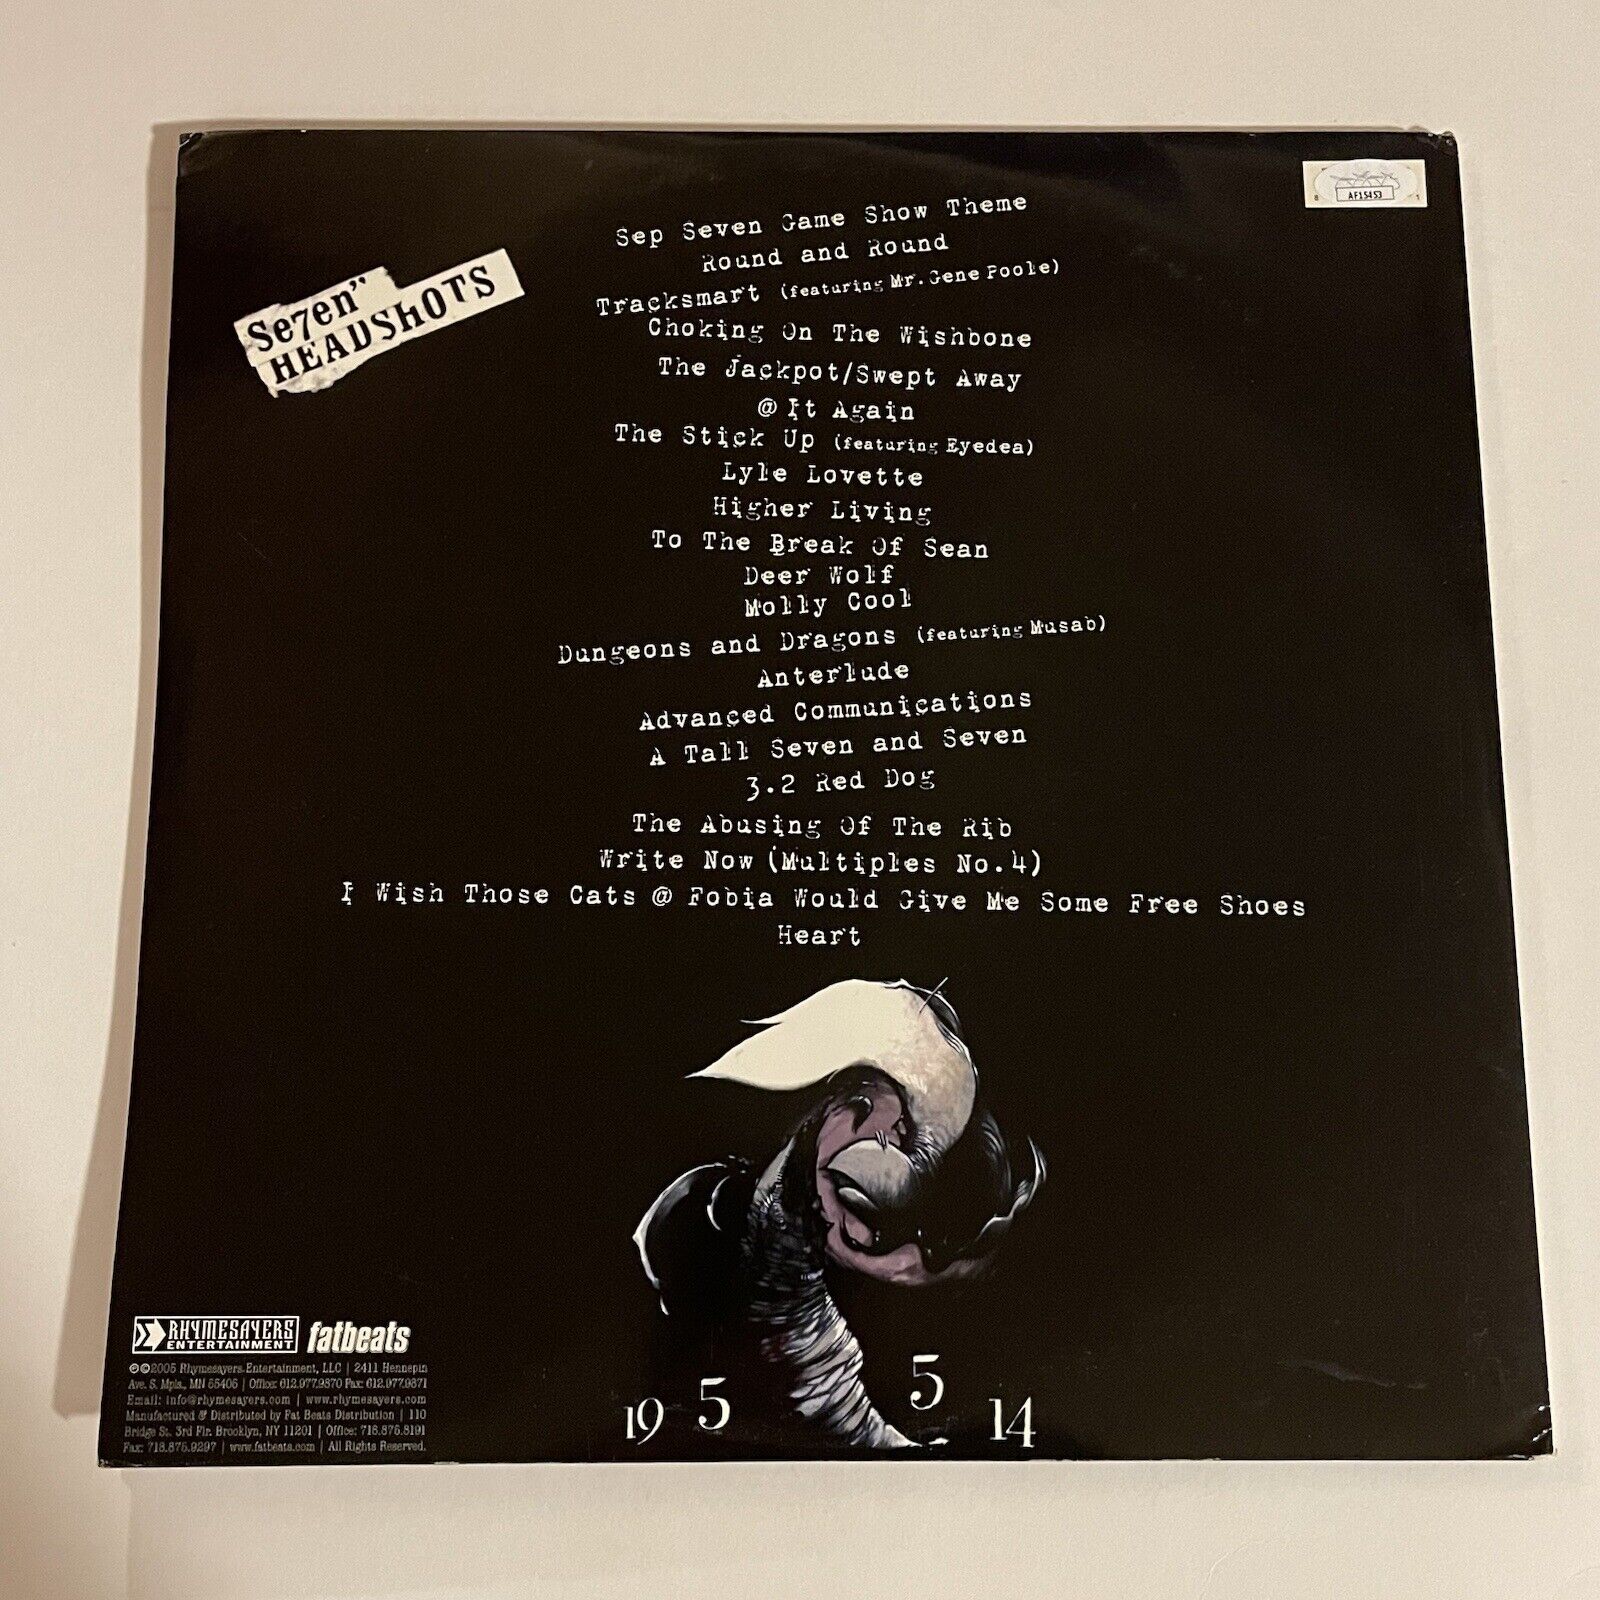 AF15453
Se7en"
HEADSHOTS
Sep Seven Game Show Theme
Round and Round
Tracksmart (featuring Mr. Gene Poole)
Choking On The Wishbone
The Jackpot/Swept Away
@ It Again
The Stick Up (featuring Eyedea)
Lyle Lovette
Higher Living
To The Break Of Sean
Deer Wolf
Molly Cool
Dungeons and Dragons (featuring Musab)
Anterlude
Advanced Communications
A Tall Seven and Seven
3.2 Red Dog
The Abusing Of The Rib
Write Now (Multiples No.4)
I Wish Those Cats @ Fobia Would Give Me Some Free Shoes
Heart
RHYMESAYERS
ENTERTAINMENT
fatbeats
℗©2005 Rhymesayers Entertainment, LLC | 2411 Hennepin
Ave. S. Mpls., MN 55405 | Office: 612.977.9870 Fax: 612.977.9871
Email: info@rhymesayers.com | www.rhymesayers.com
Manufactured & Distributed by Fat Beats Distribution | 110
Bridge St. 3rd Flr. Brooklyn, NY 11201 | Office: 718.875.8191
Fax: 718.875.9297 | www.fatbeats.com | All Rights Reserved.
19 5 5 14